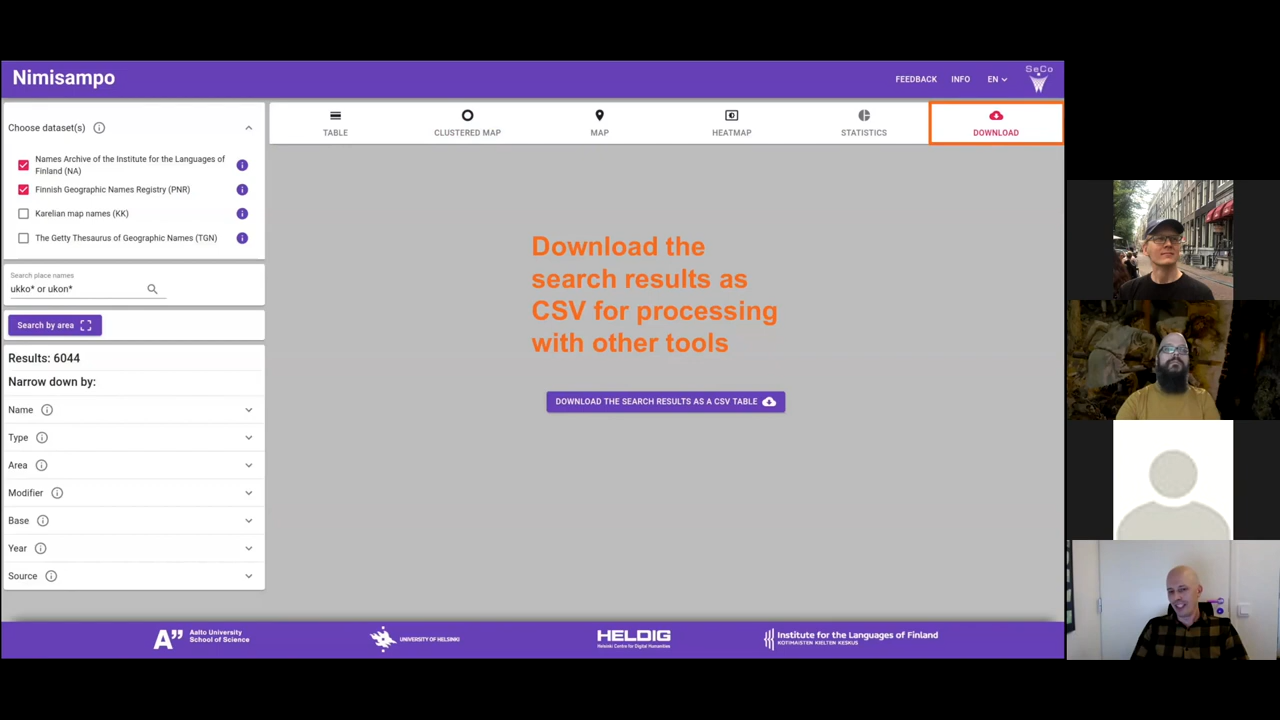 Nimisampo
FEEDBACK
INFO
EN
SeCo
Choose dataset(s)
Names Archive of the Institute for the Languages of
Finland (NA)
Finnish Geographic Names Registry (PNR)
Karelian map names (KK)
The Getty Thesaurus of Geographic Names (TGN)
Search place names
ukko* or ukon*
Search by area
Results: 6044
Narrow down by:
Name
Type
Area
Modifier
Base
Year
Source
TABLE
CLUSTERED MAP
MAP
HEATMAP
STATISTICS
DOWNLOAD
Download the
search results as
CSV for processing
with other tools
DOWNLOAD THE SEARCH RESULTS AS A CSV TABLE
A”
Aalto University
School of Science
UNIVERSITY OF HELSINKI
HELDIG
Helsinki Centre for Digital Humanities
Institute for the Languages of Finland
KOTIMAISTEN KIELTEN KESKUS